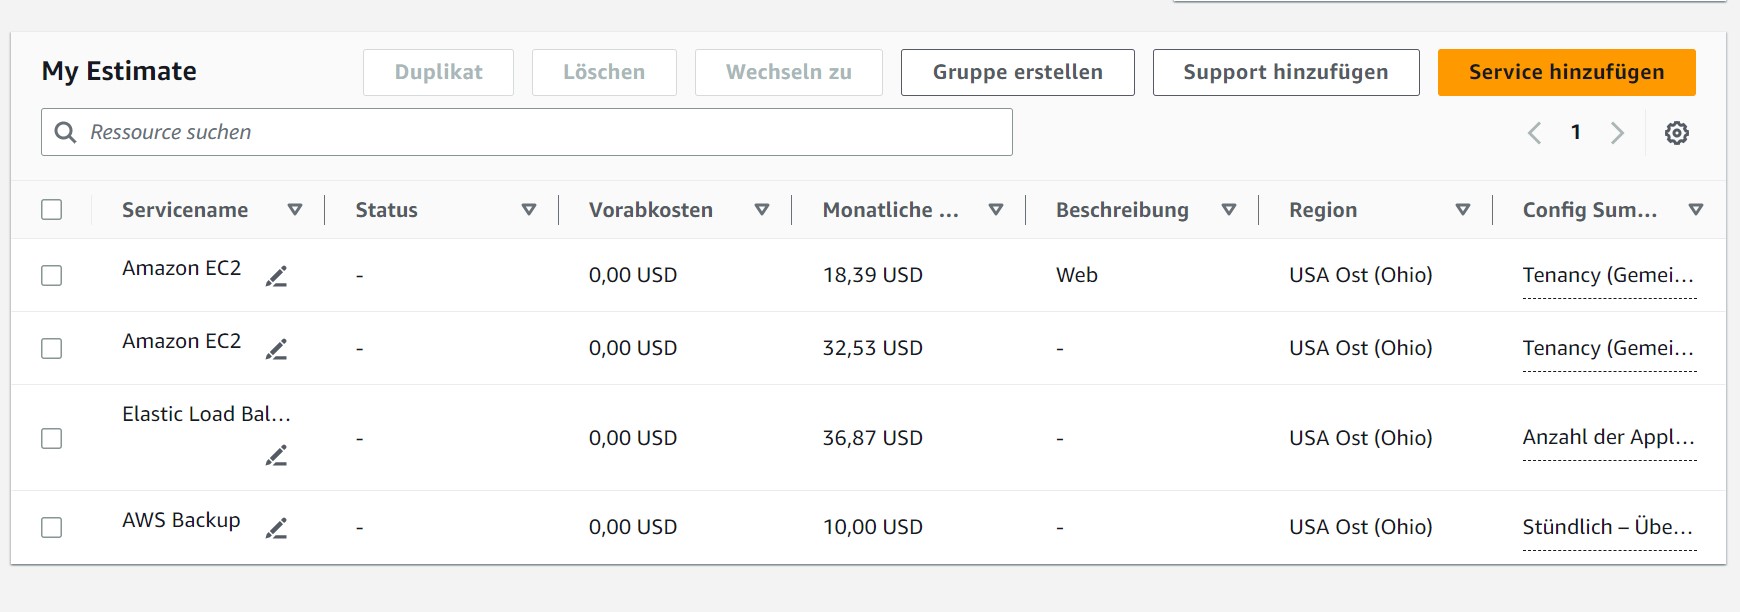 My Estimate
Duplikat
Löschen
Wechseln zu
Gruppe erstellen
Support hinzufügen
Service hinzufügen
Ressource suchen
1
Servicename Status Vorabkosten Monatliche ... Beschreibung Region Config Sum...
Amazon EC2 - 0,00 USD 18,39 USD Web USA Ost (Ohio) Tenancy (Gemei...
Amazon EC2 - 0,00 USD 32,53 USD - USA Ost (Ohio) Tenancy (Gemei...
Elastic Load Bal... - 0,00 USD 36,87 USD - USA Ost (Ohio) Anzahl der Appl...
AWS Backup - 0,00 USD 10,00 USD - USA Ost (Ohio) Stündlich – Übe...